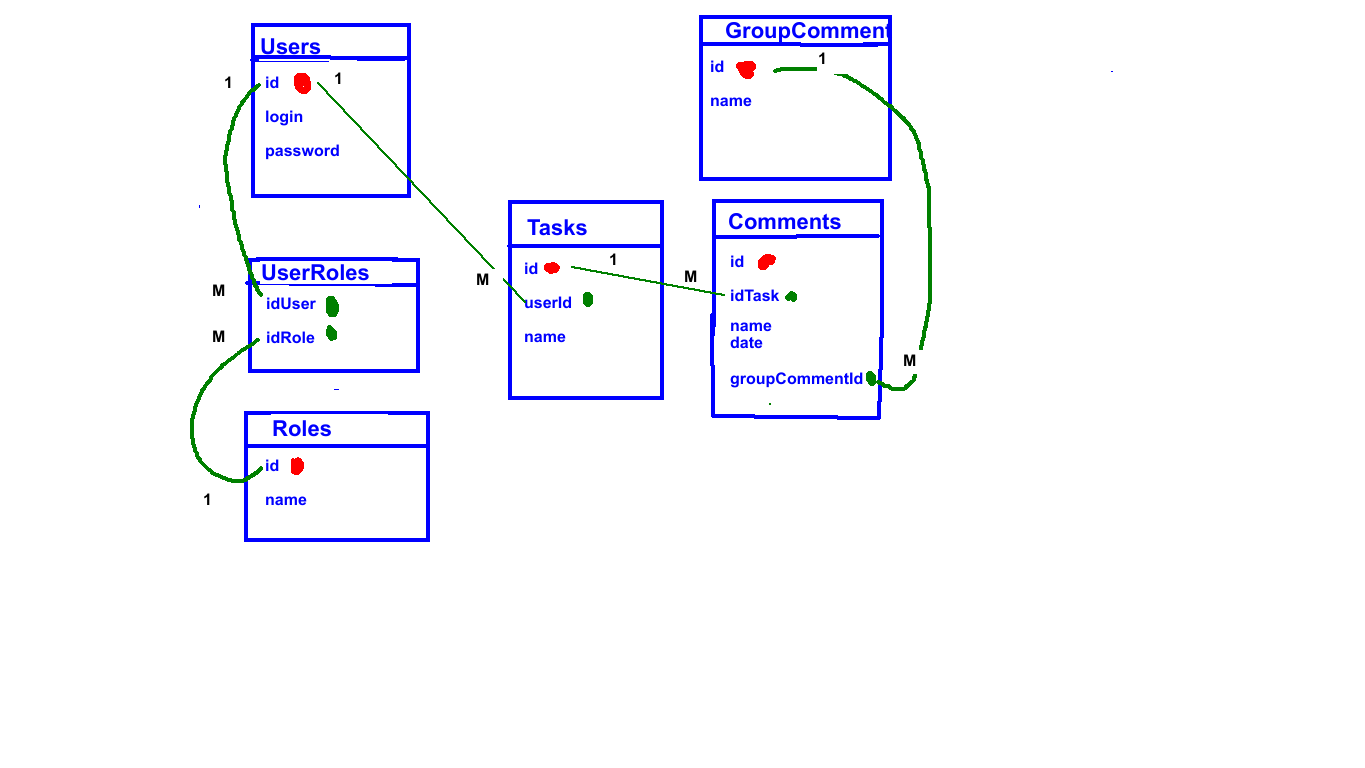 Users
1
id
1
login
password
GroupComment
id
1
name
Tasks
id
1
M
userId
name
Comments
id
M
idTask
name
date
M
groupCommentId
UserRoles
M
idUser
M
idRole
Roles
id
1
name